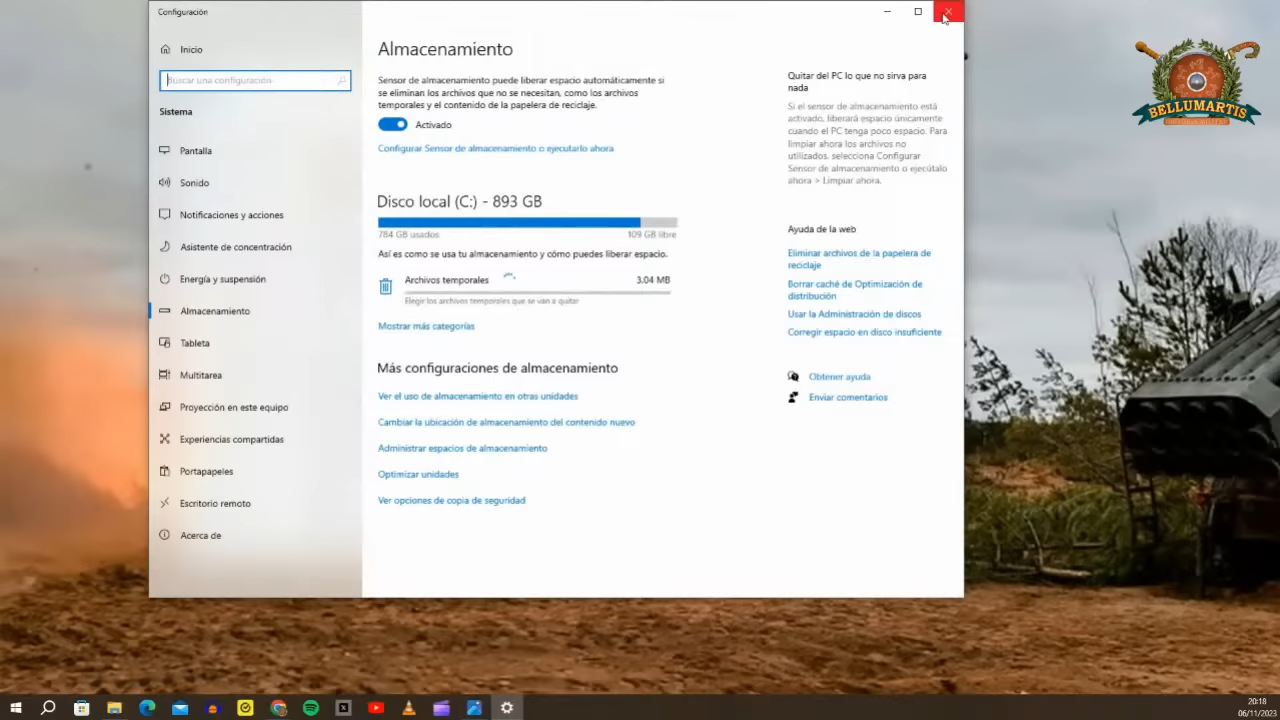 Configuración
Inicio
Buscar una configuración
Sistema
Pantalla
Sonido
Notificaciones y acciones
Asistente de concentración
Energía y suspensión
Almacenamiento
Tableta
Multitarea
Proyección en este equipo
Experiencias compartidas
Portapapeles
Escritorio remoto
Acerca de
Almacenamiento
Sensor de almacenamiento puede liberar espacio automáticamente si
se eliminan los archivos que no se necesitan, como los archivos
temporales y el contenido de la papelera de reciclaje.
Activado
Configurar Sensor de almacenamiento o ejecutarlo ahora
Disco local (C:) - 893 GB
784 GB usados
109 GB libre
Así es como se usa tu almacenamiento y cómo puedes liberar espacio.
Archivos temporales
3.04 MB
Elegir los archivos temporales que se van a quitar
Mostrar más categorías
Más configuraciones de almacenamiento
Ver el uso de almacenamiento en otras unidades
Cambiar la ubicación de almacenamiento del contenido nuevo
Administrar espacios de almacenamiento
Optimizar unidades
Ver opciones de copia de seguridad
Quitar del PC lo que no sirva para
nada
Si el sensor de almacenamiento está
activado, liberará espacio únicamente
cuando el PC tenga poco espacio. Para
limpiar ahora los archivos no
utilizados, selecciona Configurar
Sensor de almacenamiento o ejecútalo
ahora > Limpiar ahora.
Ayuda de la web
Eliminar archivos de la papelera de
reciclaje
Borrar caché de Optimización de
distribución
Usar la Administración de discos
Corregir espacio en disco insuficiente
Obtener ayuda
Enviar comentarios
BELLUMARTIS
20:18
06/11/2023